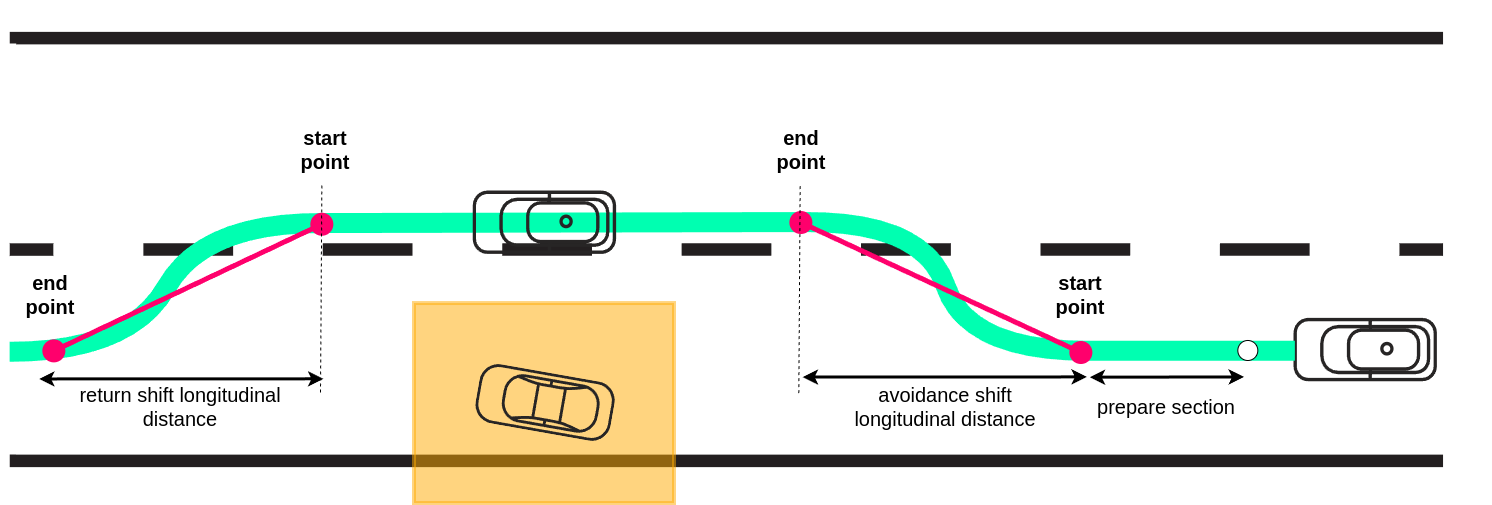 start
point
end
point
end
point
start
point
return shift longitudinal
distance
avoidance shift
longitudinal distance
prepare section